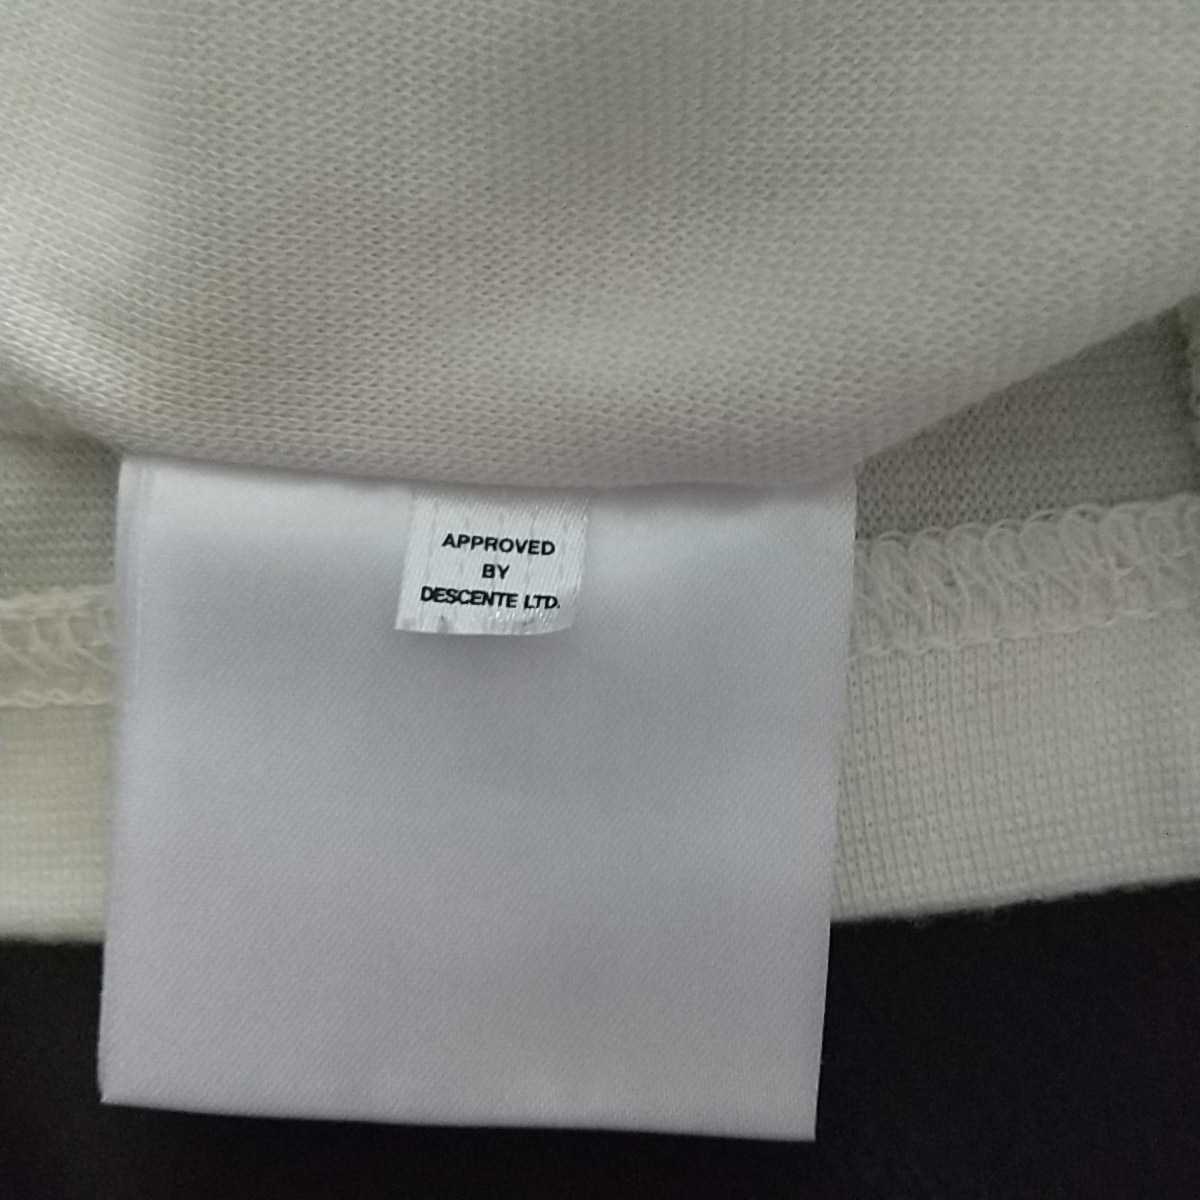 APPROVED
BY
DESCENTE LTD.